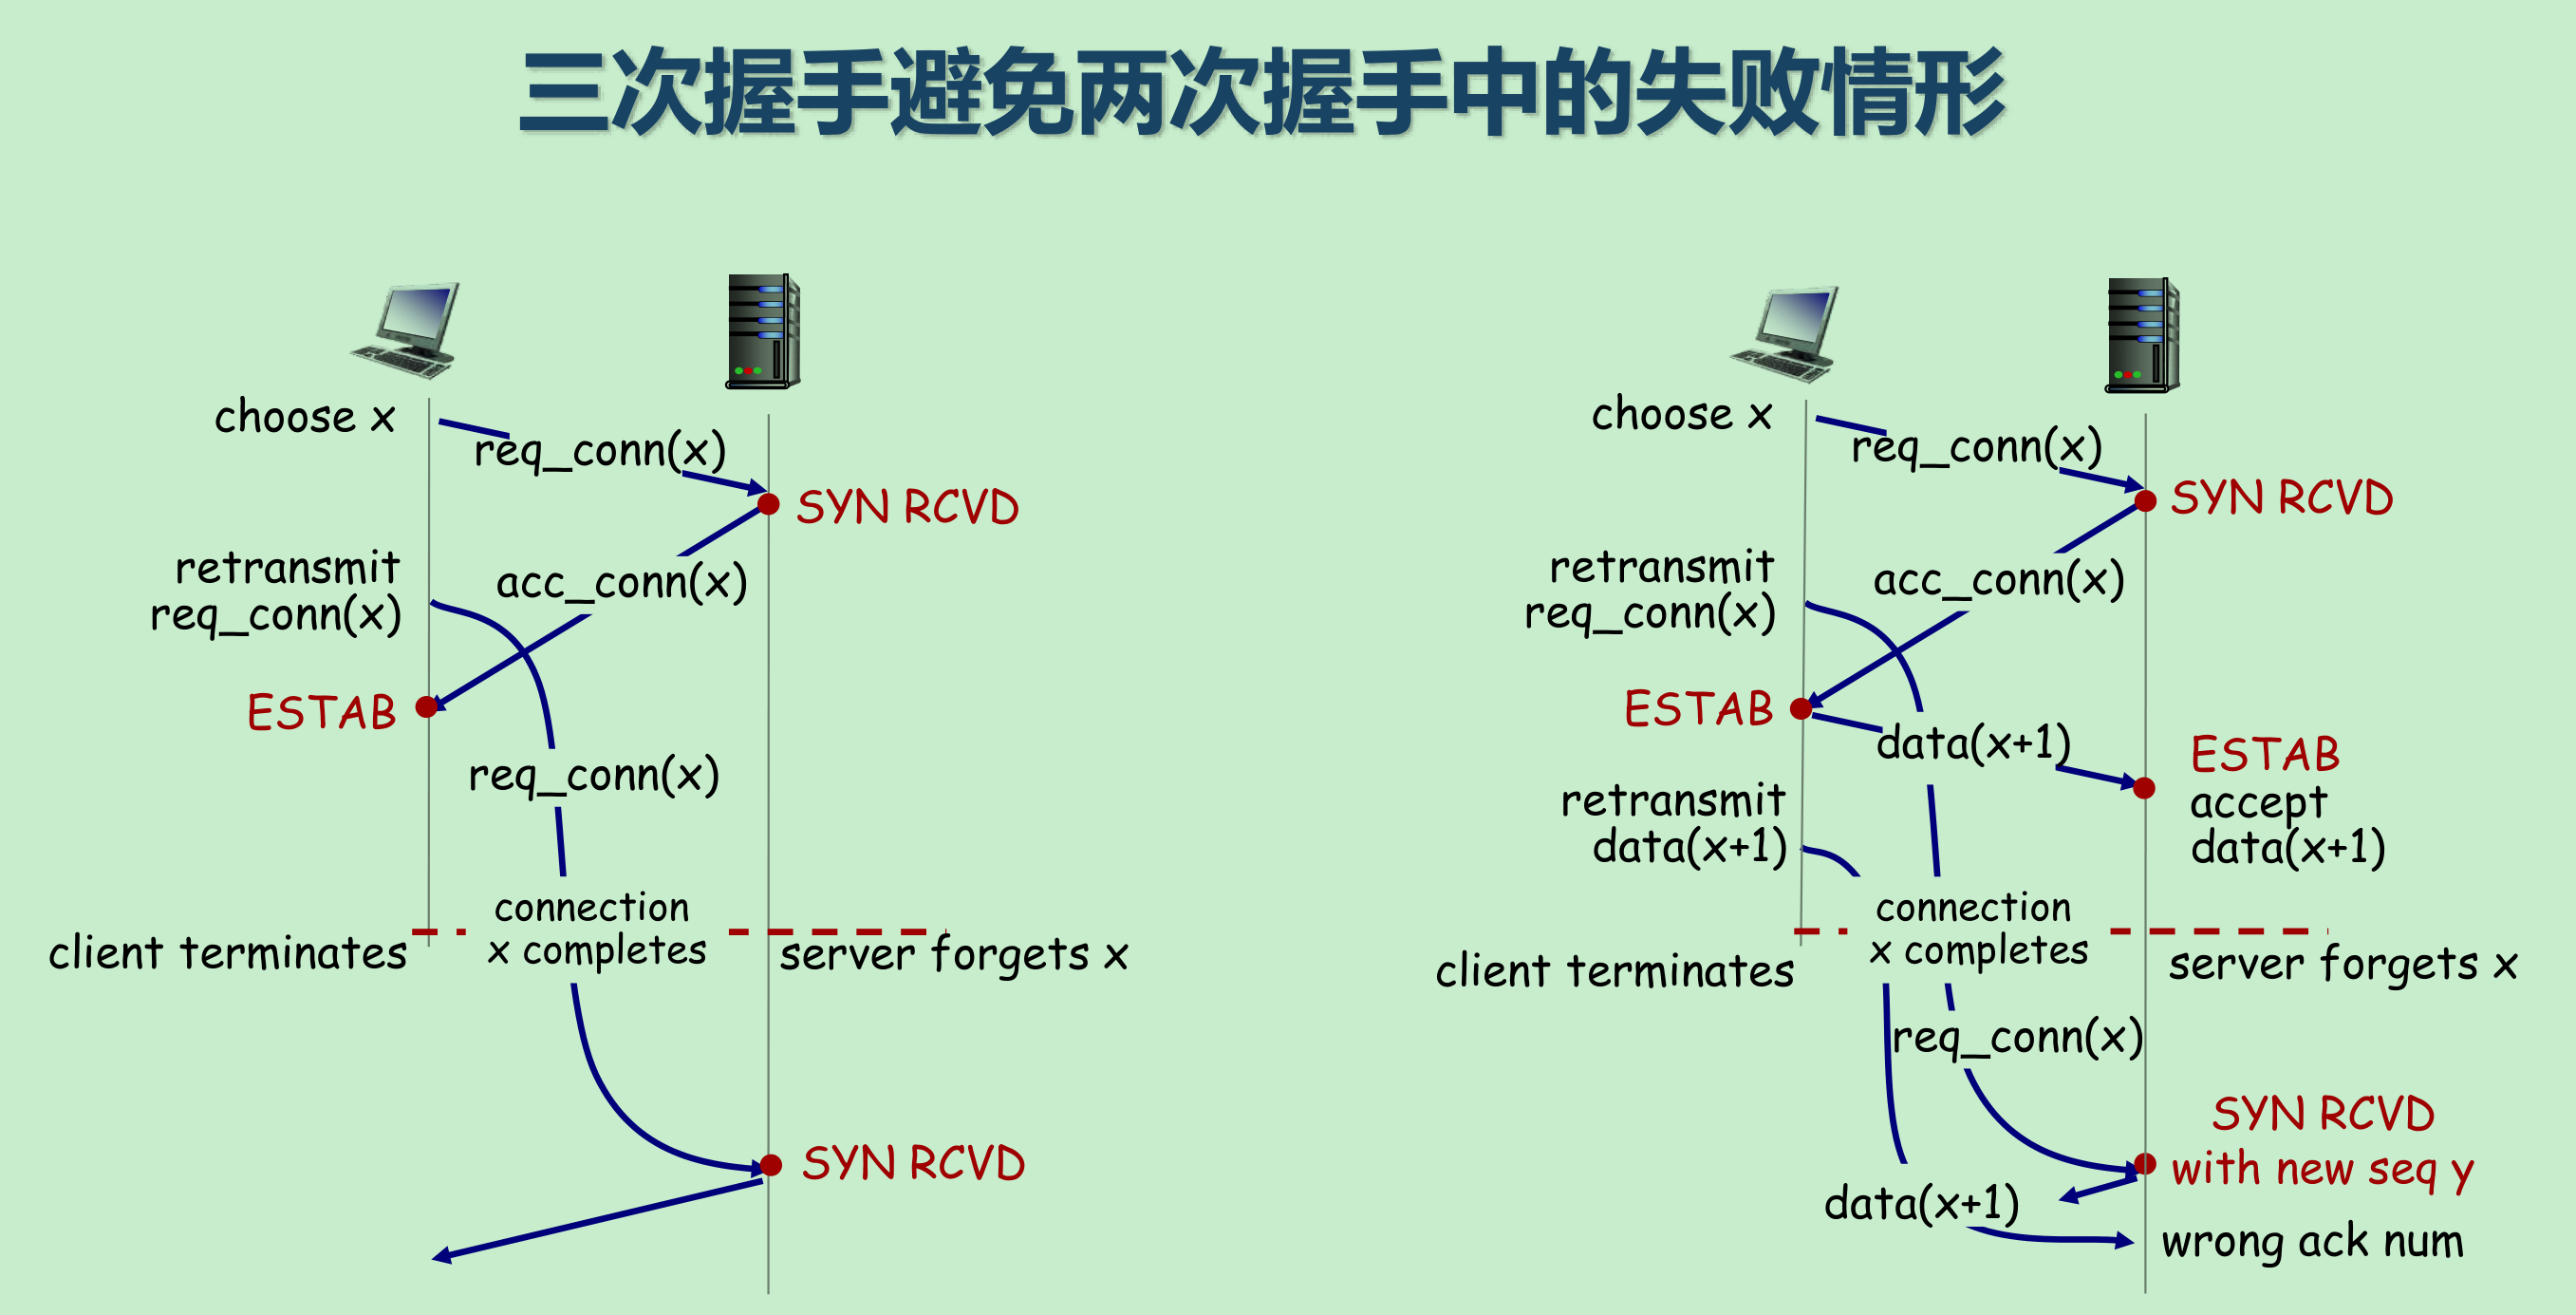 三次握手避免两次握手中的失败情形
choose x
req_conn(x)
SYN RCVD
retransmit
req_conn(x)
acc_conn(x)
ESTAB
req_conn(x)
connection
x completes
client terminates
server forgets x
SYN RCVD
choose x
req_conn(x)
SYN RCVD
retransmit
req_conn(x)
acc_conn(x)
ESTAB
data(x+1)
ESTAB
accept
data(x+1)
retransmit
data(x+1)
connection
x completes
client terminates
server forgets x
req_conn(x)
SYN RCVD
with new seq y
data(x+1)
wrong ack num